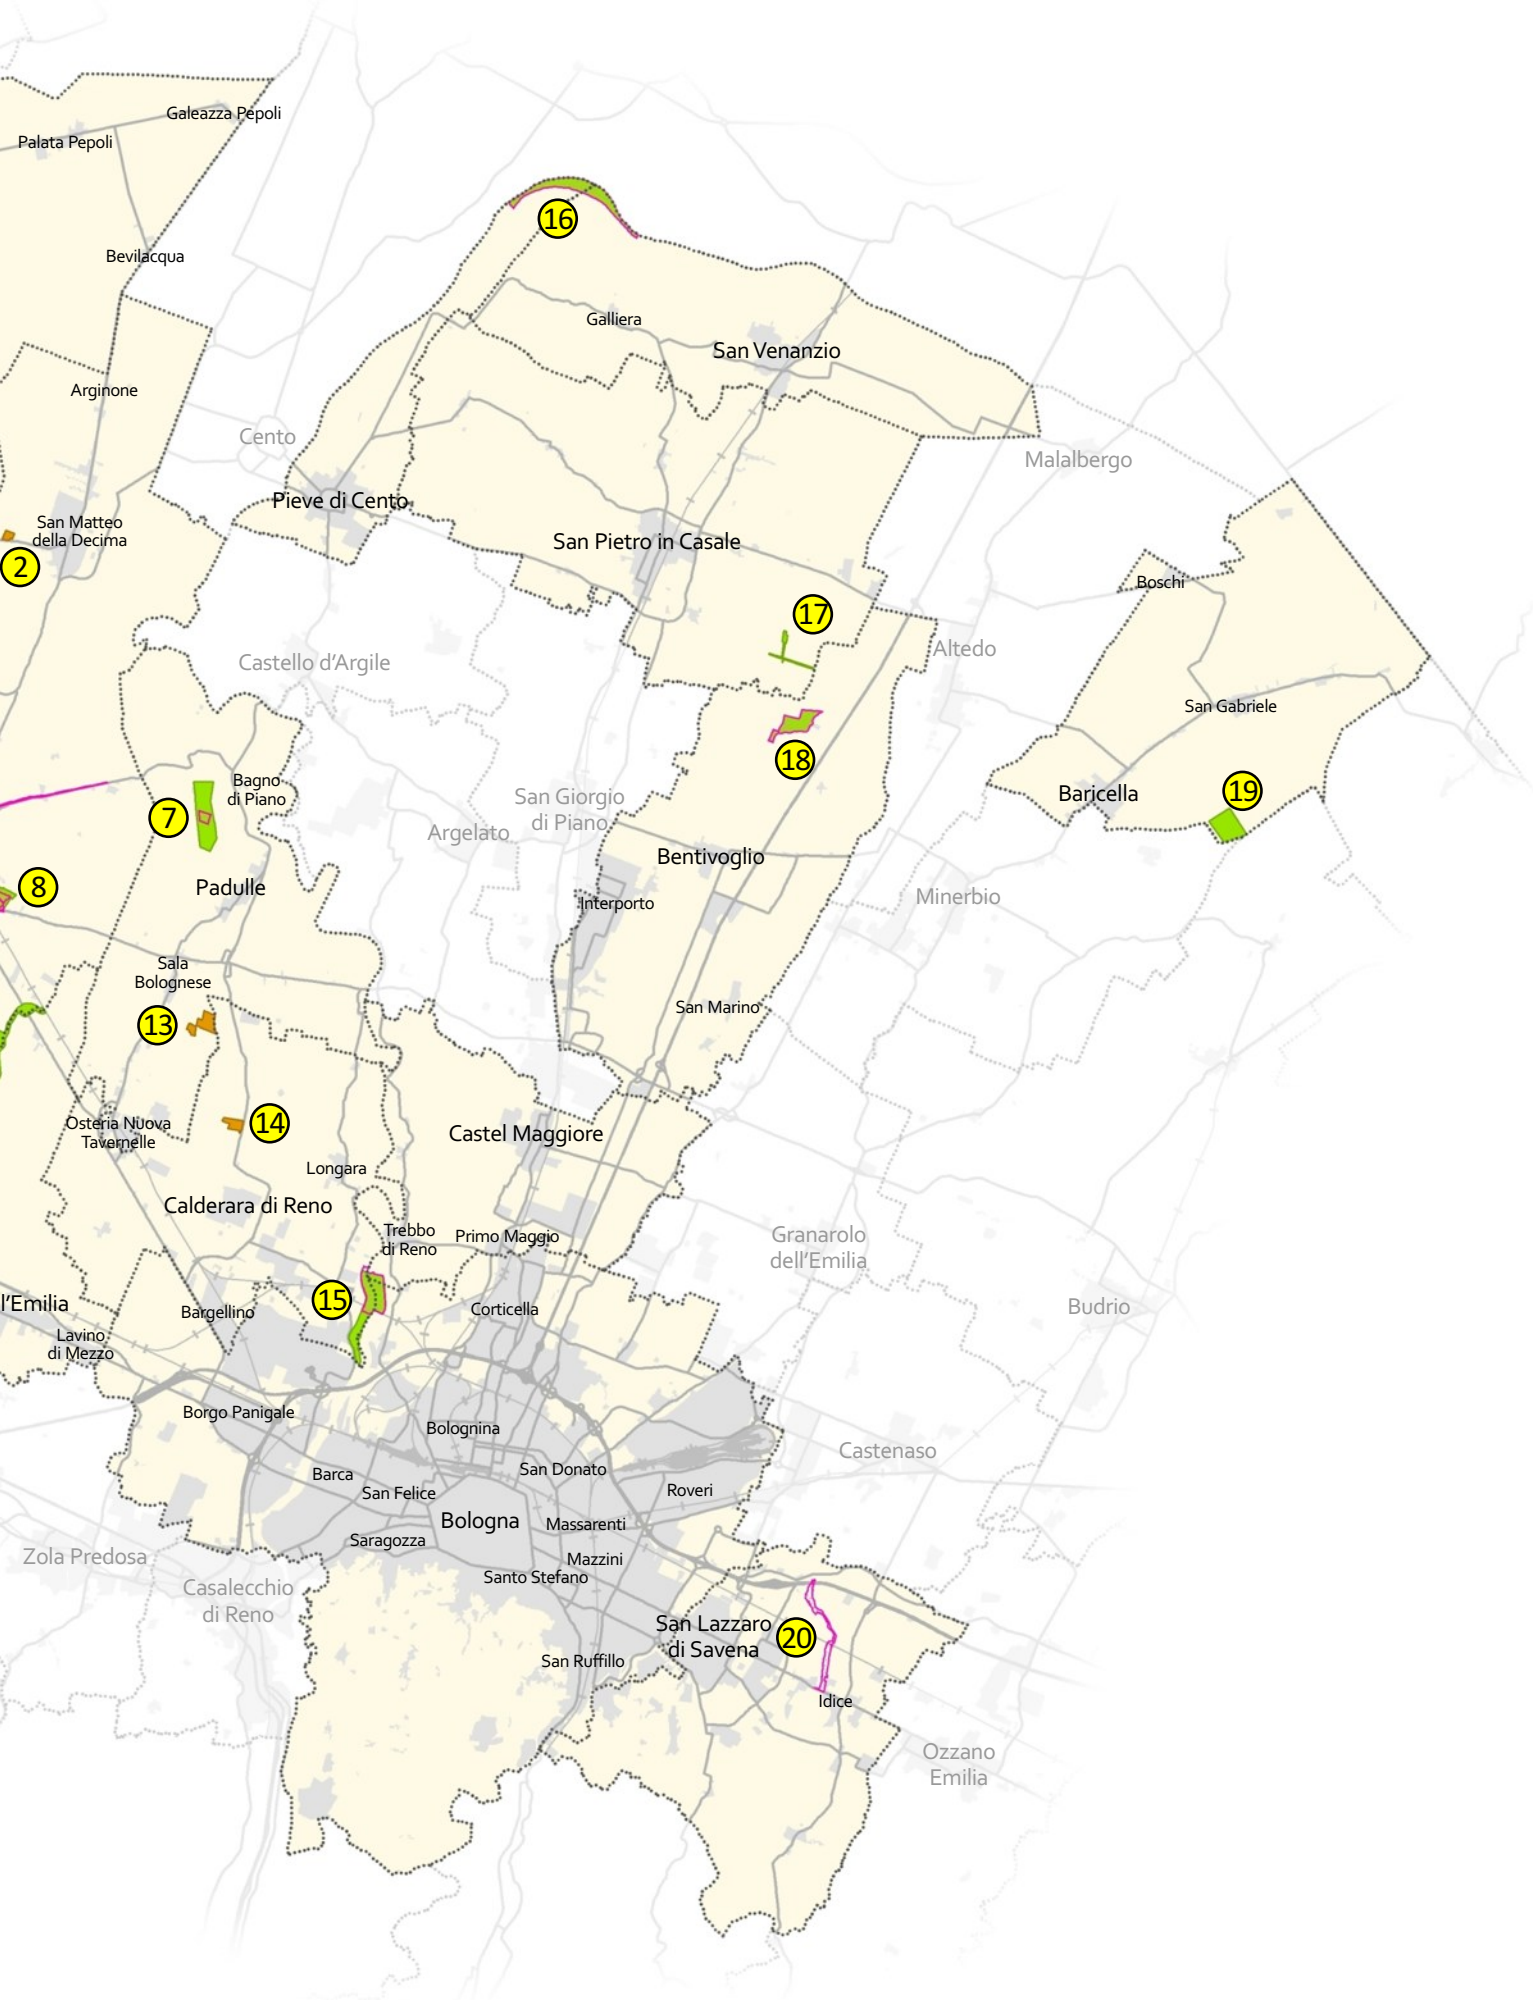 Galeazza Pepoli
Palata Pepoli
16
Bevilacqua
Galliera
San Venanzio
Arginone
Cento
Malalbergo
Pieve di Cento
San Matteo
della Decima
San Pietro in Casale
2
Boschi
17
Altedo
Castello d'Argile
San Gabriele
18
Bagno
di Piano
San Giorgio
di Piano
Baricella
19
7
Argelato
Bentivoglio
Padulle
8
Interporto
Minerbio
Sala
Bolognese
San Marino
13
Osteria Nuova
Tavernelle
14
Castel Maggiore
Longara
Calderara di Reno
Trebbo
di Reno
Primo Maggio
Granarolo
dell'Emilia
l'Emilia
15
Bargellino
Corticella
Budrio
Lavino
di Mezzo
Borgo Panigale
Bolognina
Castenaso
Barca
San Donato
San Felice
Roveri
Bologna
Massarenti
Saragozza
Zola Predosa
Mazzini
Santo Stefano
Casalecchio
di Reno
San Lazzaro
di Savena
20
San Ruffillo
Idice
Ozzano
Emilia